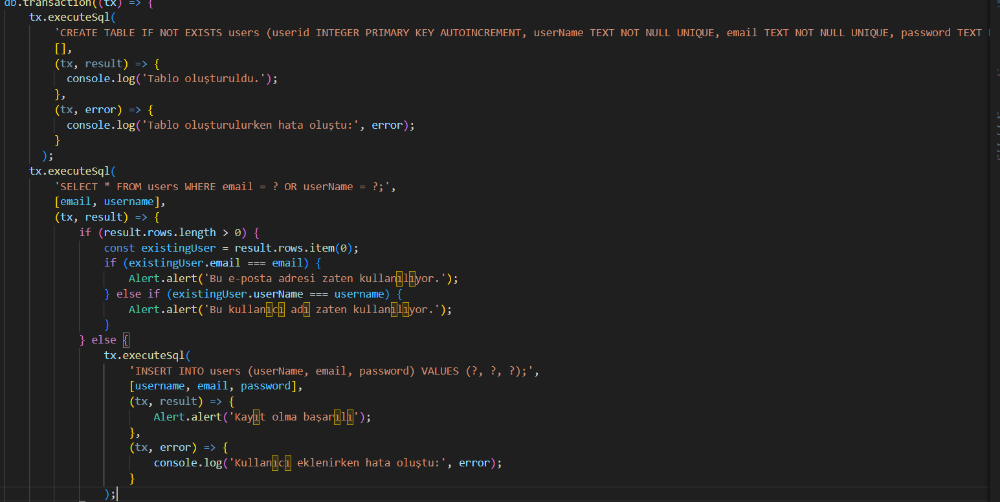 db.transaction((tx) => {
tx.executeSql(
'CREATE TABLE IF NOT EXISTS users (userid INTEGER PRIMARY KEY AUTOINCREMENT, userName TEXT NOT NULL UNIQUE, email TEXT NOT NULL UNIQUE, password TEXT
[],
(tx, result) => {
console.log('Tablo oluşturuldu.');
},
(tx, error) => {
console.log('Tablo oluşturulurken hata oluştu:', error);
}
);
tx.executeSql(
'SELECT * FROM users WHERE email = ? OR userName = ?;',
[email, username],
(tx, result) => {
if (result.rows.length > 0) {
const existingUser = result.rows.item(0);
if (existingUser.email === email) {
Alert.alert('Bu e-posta adresi zaten kullanılıyor.');
} else if (existingUser.userName === username) {
Alert.alert('Bu kullanıcı adı zaten kullanılıyor.');
}
} else {
tx.executeSql(
'INSERT INTO users (userName, email, password) VALUES (?, ?, ?);',
[username, email, password],
(tx, result) => {
Alert.alert('Kayıt olma başarılı');
},
(tx, error) => {
console.log('Kullanıcı eklenirken hata oluştu:', error);
}
);